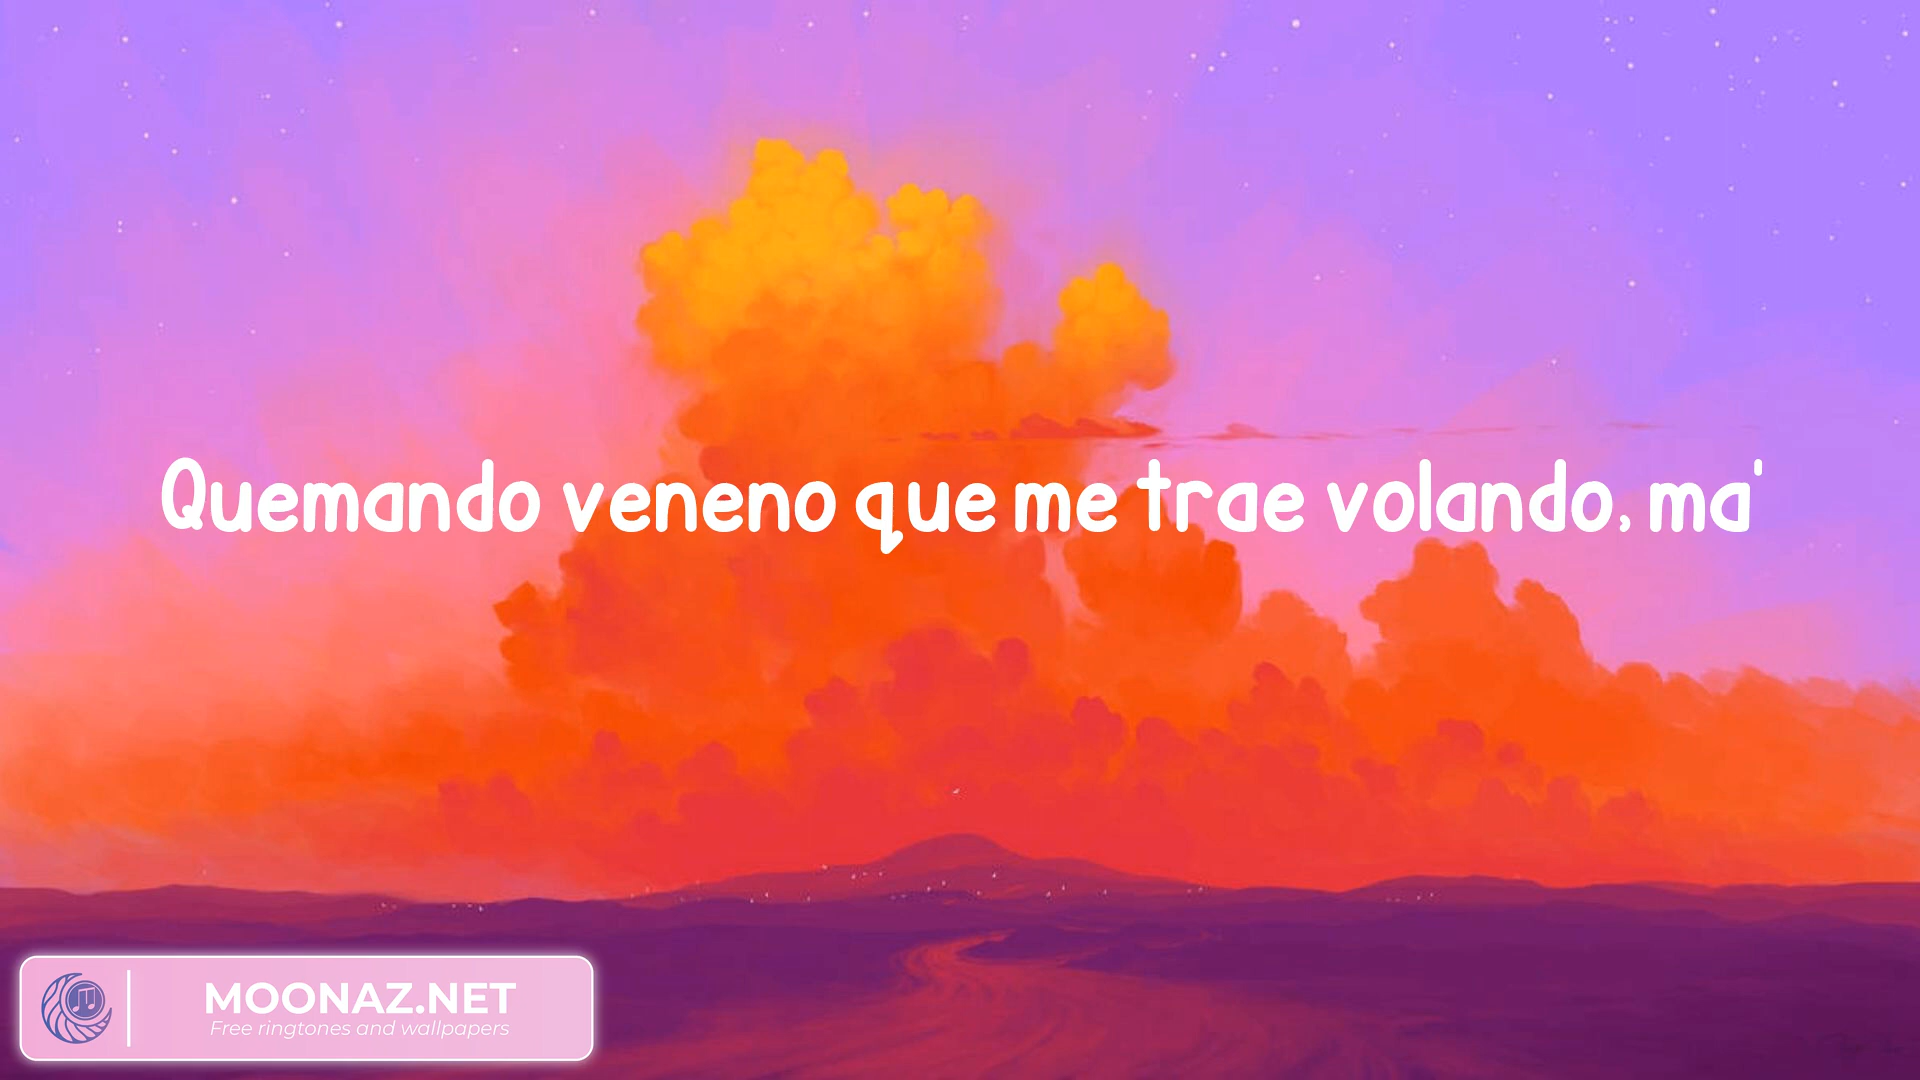 Quemando veneno que me trae volando, ma'
MOONAZ.NET
Free ringtones and wallpapers